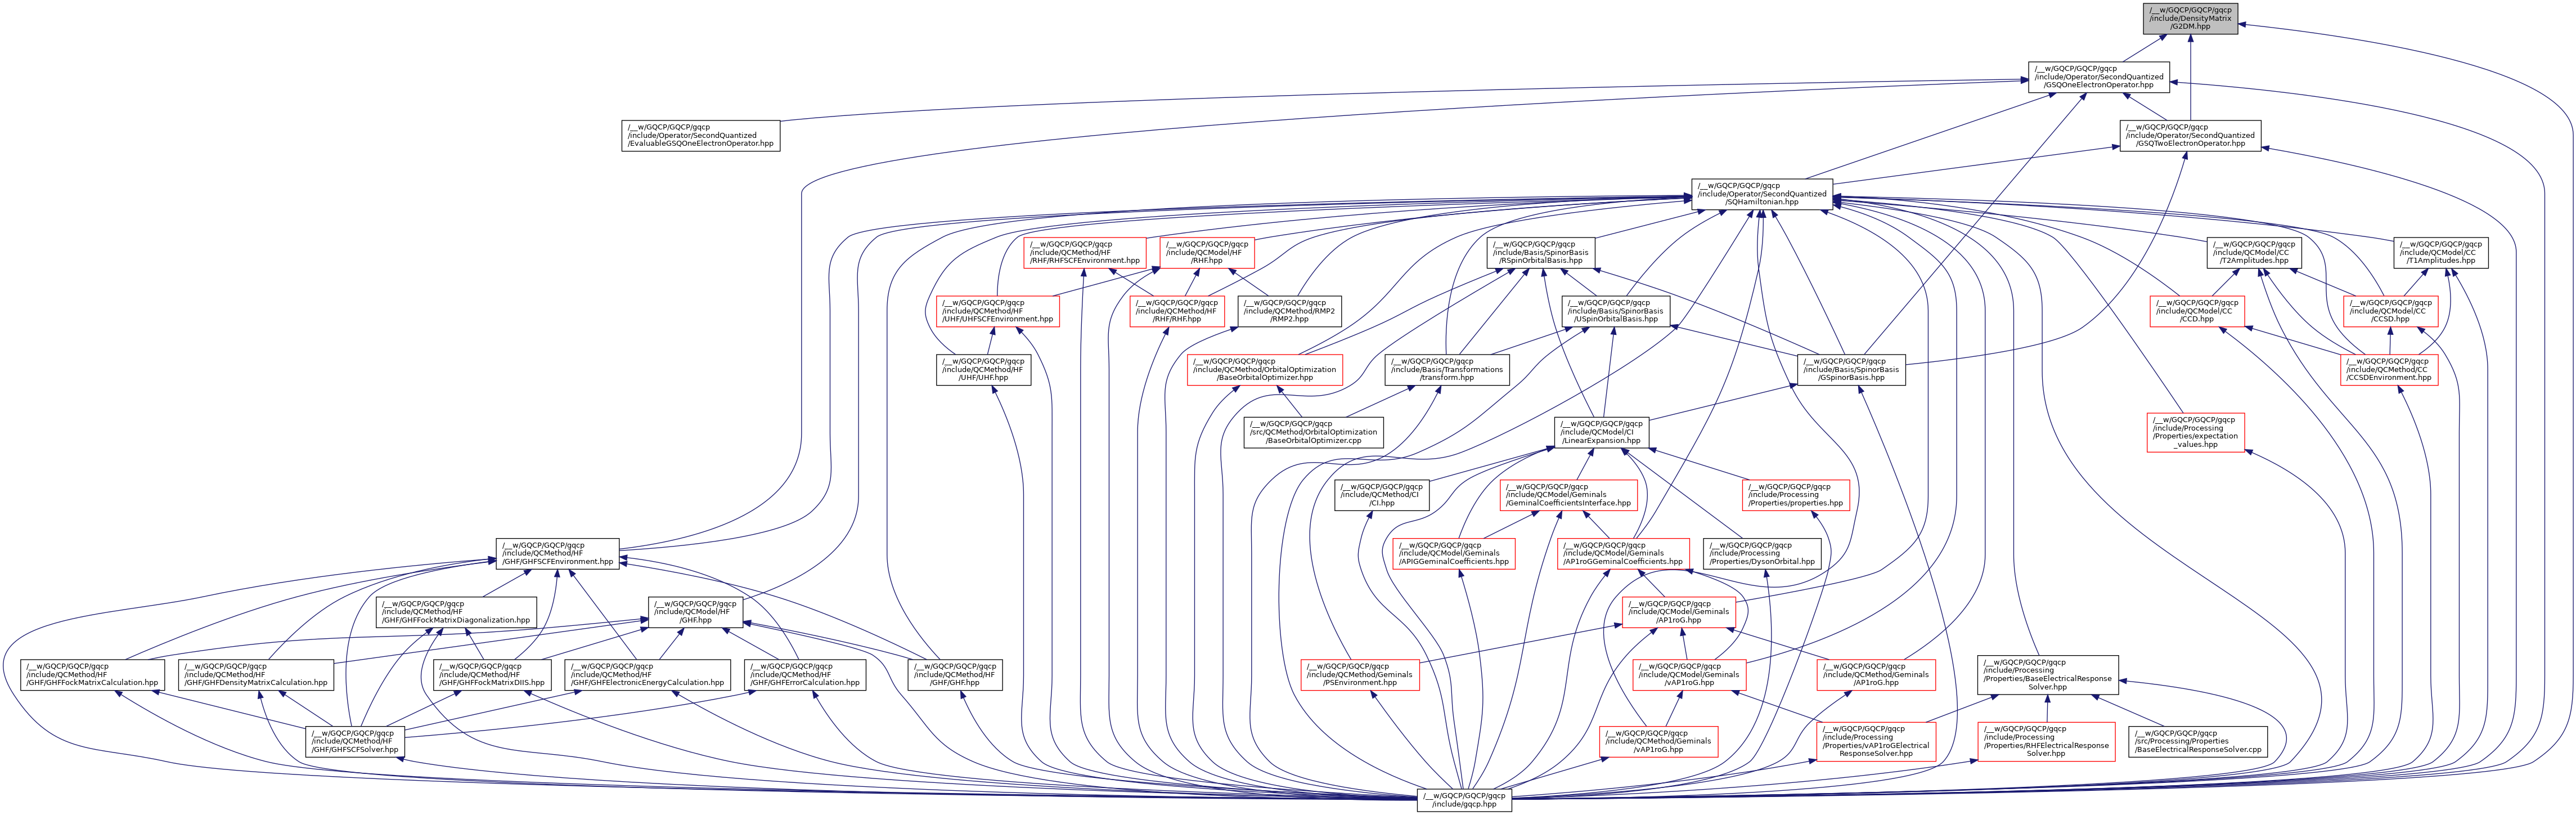 /__w/GQCP/GQCP/gqcp
/include/DensityMatrix
/G2DM.hpp
/__w/GQCP/GQCP/gqcp
/include/Operator/SecondQuantized
/GSQOneElectronOperator.hpp
/__w/GQCP/GQCP/gqcp
/include/Operator/SecondQuantized
/EvaluableGSQOneElectronOperator.hpp
/__w/GQCP/GQCP/gqcp
/include/Operator/SecondQuantized
/GSQTwoElectronOperator.hpp
/__w/GQCP/GQCP/gqcp
/include/Operator/SecondQuantized
/SQHamiltonian.hpp
/__w/GQCP/GQCP/gqcp
/include/QCMethod/HF
/RHF/RHFSCFEnvironment.hpp
/__w/GQCP/GQCP/gqcp
/include/QCModel/HF
/RHF.hpp
/__w/GQCP/GQCP/gqcp
/include/Basis/SpinorBasis
/RSpinOrbitalBasis.hpp
/__w/GQCP/GQCP/gqcp
/include/QCModel/CC
/T2Amplitudes.hpp
/__w/GQCP/GQCP/gqcp
/include/QCModel/CC
/T1Amplitudes.hpp
/__w/GQCP/GQCP/gqcp
/include/QCMethod/HF
/UHF/UHFSCFEnvironment.hpp
/__w/GQCP/GQCP/gqcp
/include/QCMethod/HF
/RHF/RHF.hpp
/__w/GQCP/GQCP/gqcp
/include/QCMethod/RMP2
/RMP2.hpp
/__w/GQCP/GQCP/gqcp
/include/Basis/SpinorBasis
/USpinOrbitalBasis.hpp
/__w/GQCP/GQCP/gqcp
/include/QCModel/CC
/CCD.hpp
/__w/GQCP/GQCP/gqcp
/include/QCModel/CC
/CCSD.hpp
/__w/GQCP/GQCP/gqcp
/include/QCMethod/HF
/UHF/UHF.hpp
/__w/GQCP/GQCP/gqcp
/include/QCMethod/OrbitalOptimization
/BaseOrbitalOptimizer.hpp
/__w/GQCP/GQCP/gqcp
/include/Basis/Transformations
/transform.hpp
/__w/GQCP/GQCP/gqcp
/include/Basis/SpinorBasis
/GSpinorBasis.hpp
/__w/GQCP/GQCP/gqcp
/include/QCMethod/CC
/CCSDEnvironment.hpp
/__w/GQCP/GQCP/gqcp
/src/QCMethod/OrbitalOptimization
/BaseOrbitalOptimizer.cpp
/__w/GQCP/GQCP/gqcp
/include/QCModel/CI
/LinearExpansion.hpp
/__w/GQCP/GQCP/gqcp
/include/Processing
/Properties/expectation
_values.hpp
/__w/GQCP/GQCP/gqcp
/include/QCMethod/CI
/CI.hpp
/__w/GQCP/GQCP/gqcp
/include/QCModel/Geminals
/GeminalCoefficientsInterface.hpp
/__w/GQCP/GQCP/gqcp
/include/Processing
/Properties/properties.hpp
/__w/GQCP/GQCP/gqcp
/include/QCMethod/HF
/GHF/GHFSCFEnvironment.hpp
/__w/GQCP/GQCP/gqcp
/include/QCModel/Geminals
/APIGGeminalCoefficients.hpp
/__w/GQCP/GQCP/gqcp
/include/QCModel/Geminals
/AP1roGGeminalCoefficients.hpp
/__w/GQCP/GQCP/gqcp
/include/Processing
/Properties/DysonOrbital.hpp
/__w/GQCP/GQCP/gqcp
/include/QCMethod/HF
/GHF/GHFFockMatrixDiagonalization.hpp
/__w/GQCP/GQCP/gqcp
/include/QCModel/HF
/GHF.hpp
/__w/GQCP/GQCP/gqcp
/include/QCModel/Geminals
/AP1roG.hpp
/__w/GQCP/GQCP/gqcp
/include/QCMethod/HF
/GHF/GHFFockMatrixCalculation.hpp
/__w/GQCP/GQCP/gqcp
/include/QCMethod/HF
/GHF/GHFDensityMatrixCalculation.hpp
/__w/GQCP/GQCP/gqcp
/include/QCMethod/HF
/GHF/GHFFockMatrixDIIS.hpp
/__w/GQCP/GQCP/gqcp
/include/QCMethod/HF
/GHF/GHFElectronicEnergyCalculation.hpp
/__w/GQCP/GQCP/gqcp
/include/QCMethod/HF
/GHF/GHFErrorCalculation.hpp
/__w/GQCP/GQCP/gqcp
/include/QCMethod/HF
/GHF/GHF.hpp
/__w/GQCP/GQCP/gqcp
/include/QCMethod/Geminals
/PSEnvironment.hpp
/__w/GQCP/GQCP/gqcp
/include/QCModel/Geminals
/vAP1roG.hpp
/__w/GQCP/GQCP/gqcp
/include/QCMethod/Geminals
/AP1roG.hpp
/__w/GQCP/GQCP/gqcp
/include/Processing
/Properties/BaseElectricalResponse
Solver.hpp
/__w/GQCP/GQCP/gqcp
/include/QCMethod/HF
/GHF/GHFSCFSolver.hpp
/__w/GQCP/GQCP/gqcp
/include/QCMethod/Geminals
/vAP1roG.hpp
/__w/GQCP/GQCP/gqcp
/include/Processing
/Properties/vAP1roGElectrical
ResponseSolver.hpp
/__w/GQCP/GQCP/gqcp
/include/Processing
/Properties/RHFElectricalResponse
Solver.hpp
/__w/GQCP/GQCP/gqcp
/src/Processing/Properties
/BaseElectricalResponseSolver.cpp
/__w/GQCP/GQCP/gqcp
/include/gqcp.hpp